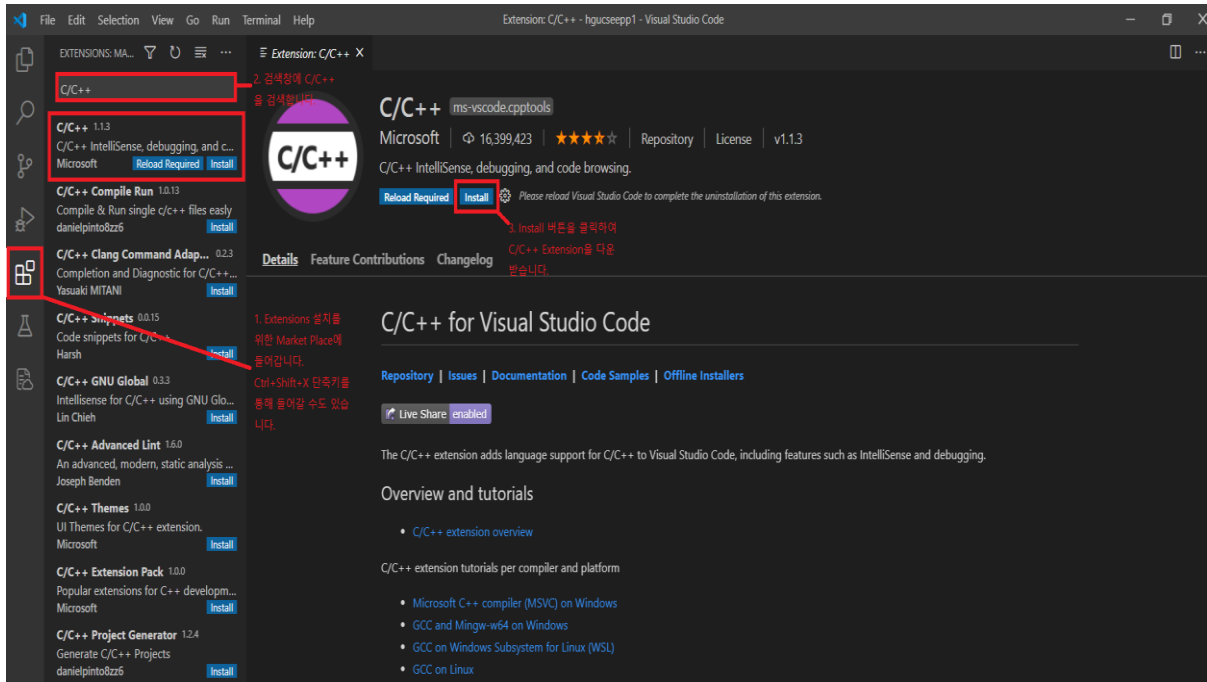 File Edit Selection View Go Run Terminal Help
Extension: C/C++ - hgucseepp1 - Visual Studio Code
EXTENSIONS: MA...
Extension: C/C++
C/C++
2. 검색창에 C/C++
을 검색합니다.
C/C++ 1.1.3
C/C++ IntelliSense, debugging, and c...
Microsoft Reload Required Install
C/C++ Compile Run 1.0.13
Compile & Run single c/c++ files easly
danielpinto8zz6 Install
C/C++ Clang Command Adap... 0.2.3
Completion and Diagnostic for C/C++...
Yasuaki MITANI Install
C/C++ Snippets 0.0.15
Code snippets for C/C++
Harsh Install
C/C++ GNU Global 0.3.3
Intellisense for C/C++ using GNU Glo...
Lin Chieh Install
C/C++ Advanced Lint 1.6.0
An advanced, modern, static analysis ...
Joseph Benden Install
C/C++ Themes 1.0.0
UI Themes for C/C++ extension.
Microsoft Install
C/C++ Extension Pack 1.0.0
Popular extensions for C++ developm...
Microsoft Install
C/C++ Project Generator 1.2.4
Generate C/C++ Projects
danielpinto8zz6 Install
C/C++
C/C++ ms-vscode.cpptools
Microsoft 16,399,423 Repository License v1.1.3
C/C++ IntelliSense, debugging, and code browsing.
Reload Required Install Please reload Visual Studio Code to complete the uninstallation of this extension.
3. Install 버튼을 클릭하여
C/C++ Extension을 다운
받습니다.
Details Feature Contributions Changelog
1. Extensions 설치를
위한 Market Place에
들어갑니다.
Ctrl+Shift+X 단축키를
통해 들어갈 수도 있습
니다.
C/C++ for Visual Studio Code
Repository | Issues | Documentation | Code Samples | Offline Installers
Live Share enabled
The C/C++ extension adds language support for C/C++ to Visual Studio Code, including features such as IntelliSense and debugging.
Overview and tutorials
• C/C++ extension overview
C/C++ extension tutorials per compiler and platform
• Microsoft C++ compiler (MSVC) on Windows
• GCC and Mingw-w64 on Windows
• GCC on Windows Subsystem for Linux (WSL)
• GCC on Linux